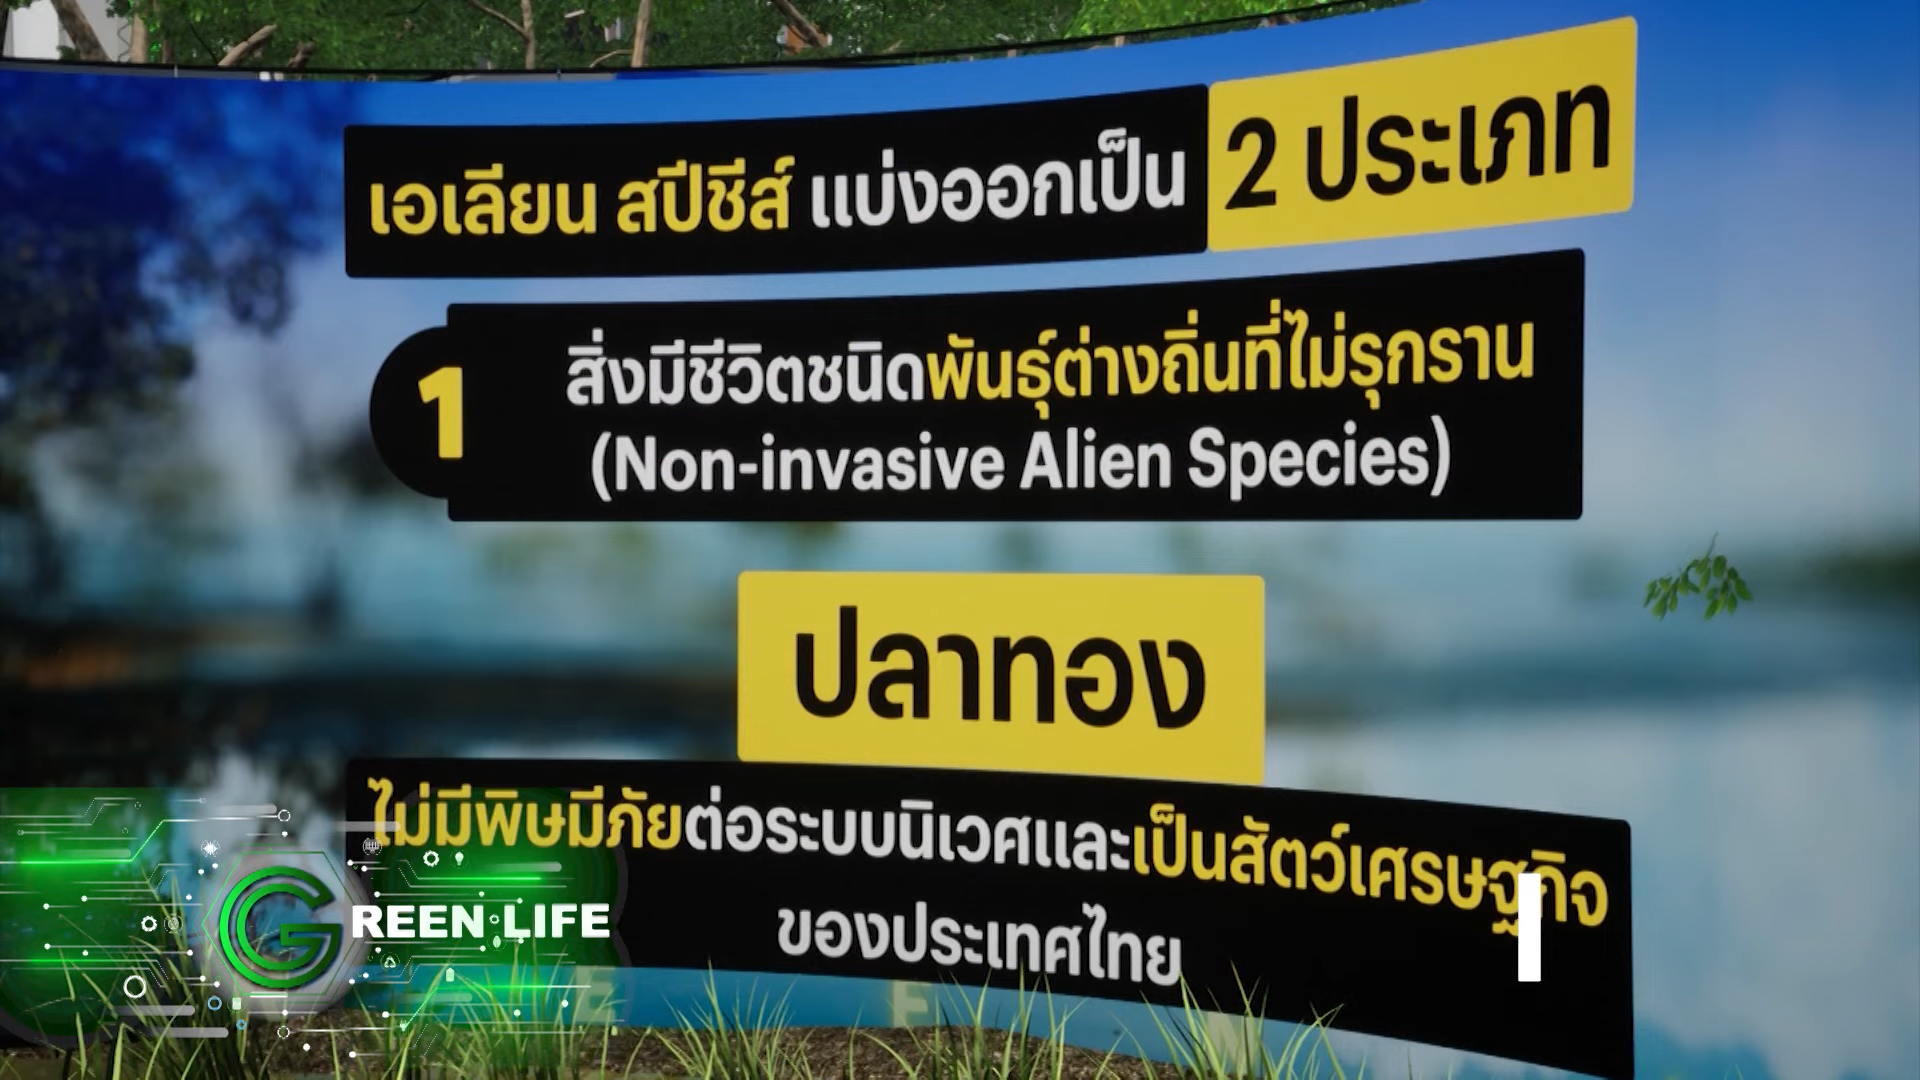 เอเลียน สปีชีส์ แบ่งออกเป็น 2 ประเภท
1
สิ่งมีชีวิตชนิดพันธุ์ต่างถิ่นที่ไม่รุกราน
(Non-invasive Alien Species)
ปลาทอง
ไม่มีพิษมีภัยต่อระบบนิเวศและเป็นสัตว์เศรษฐกิจ
ของประเทศไทย
GREEN LIFE